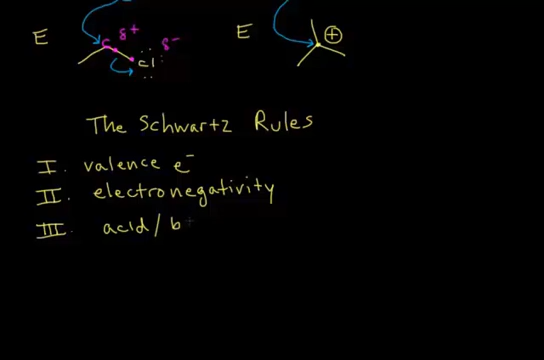 E C δ+ Cl δ- E +
The Schwartz Rules
I. valence e-
II. electronegativity
III. acid/b